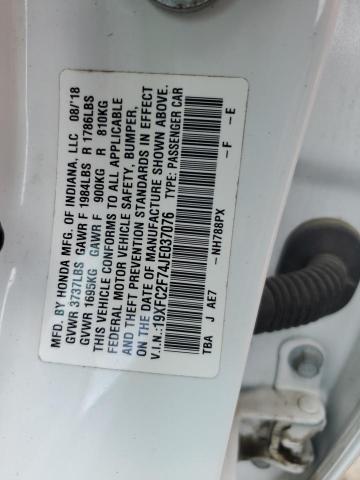 MFD. BY HONDA MFG. OF INDIANA, LLC 08/'18
GVWR 3737LBS GAWR F 1984LBS R 1786LBS
GVWR 1695KG GAWR F 900KG R 810KG
THIS VEHICLE CONFORMS TO ALL APPLICABLE
FEDERAL MOTOR VEHICLE SAFETY, BUMPER,
AND THEFT PREVENTION STANDARDS IN EFFECT
ON THE DATE OF MANUFACTURE SHOWN ABOVE.
V.I.N.:19XFC2F74JE037076 TYPE: PASSENGER CAR
-NH788PX -F -E
TBA J AE7